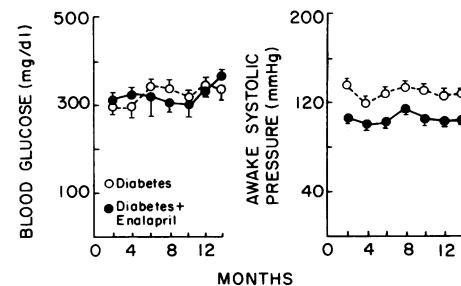 BLOOD GLUCOSE (mg/dl)
500
300
100
Diabetes
Diabetes+
Enalapril
0 4 8 12
AWAKE SYSTOLIC
PRESSURE (mmHg)
200
120
40
0 4 8 12
MONTHS